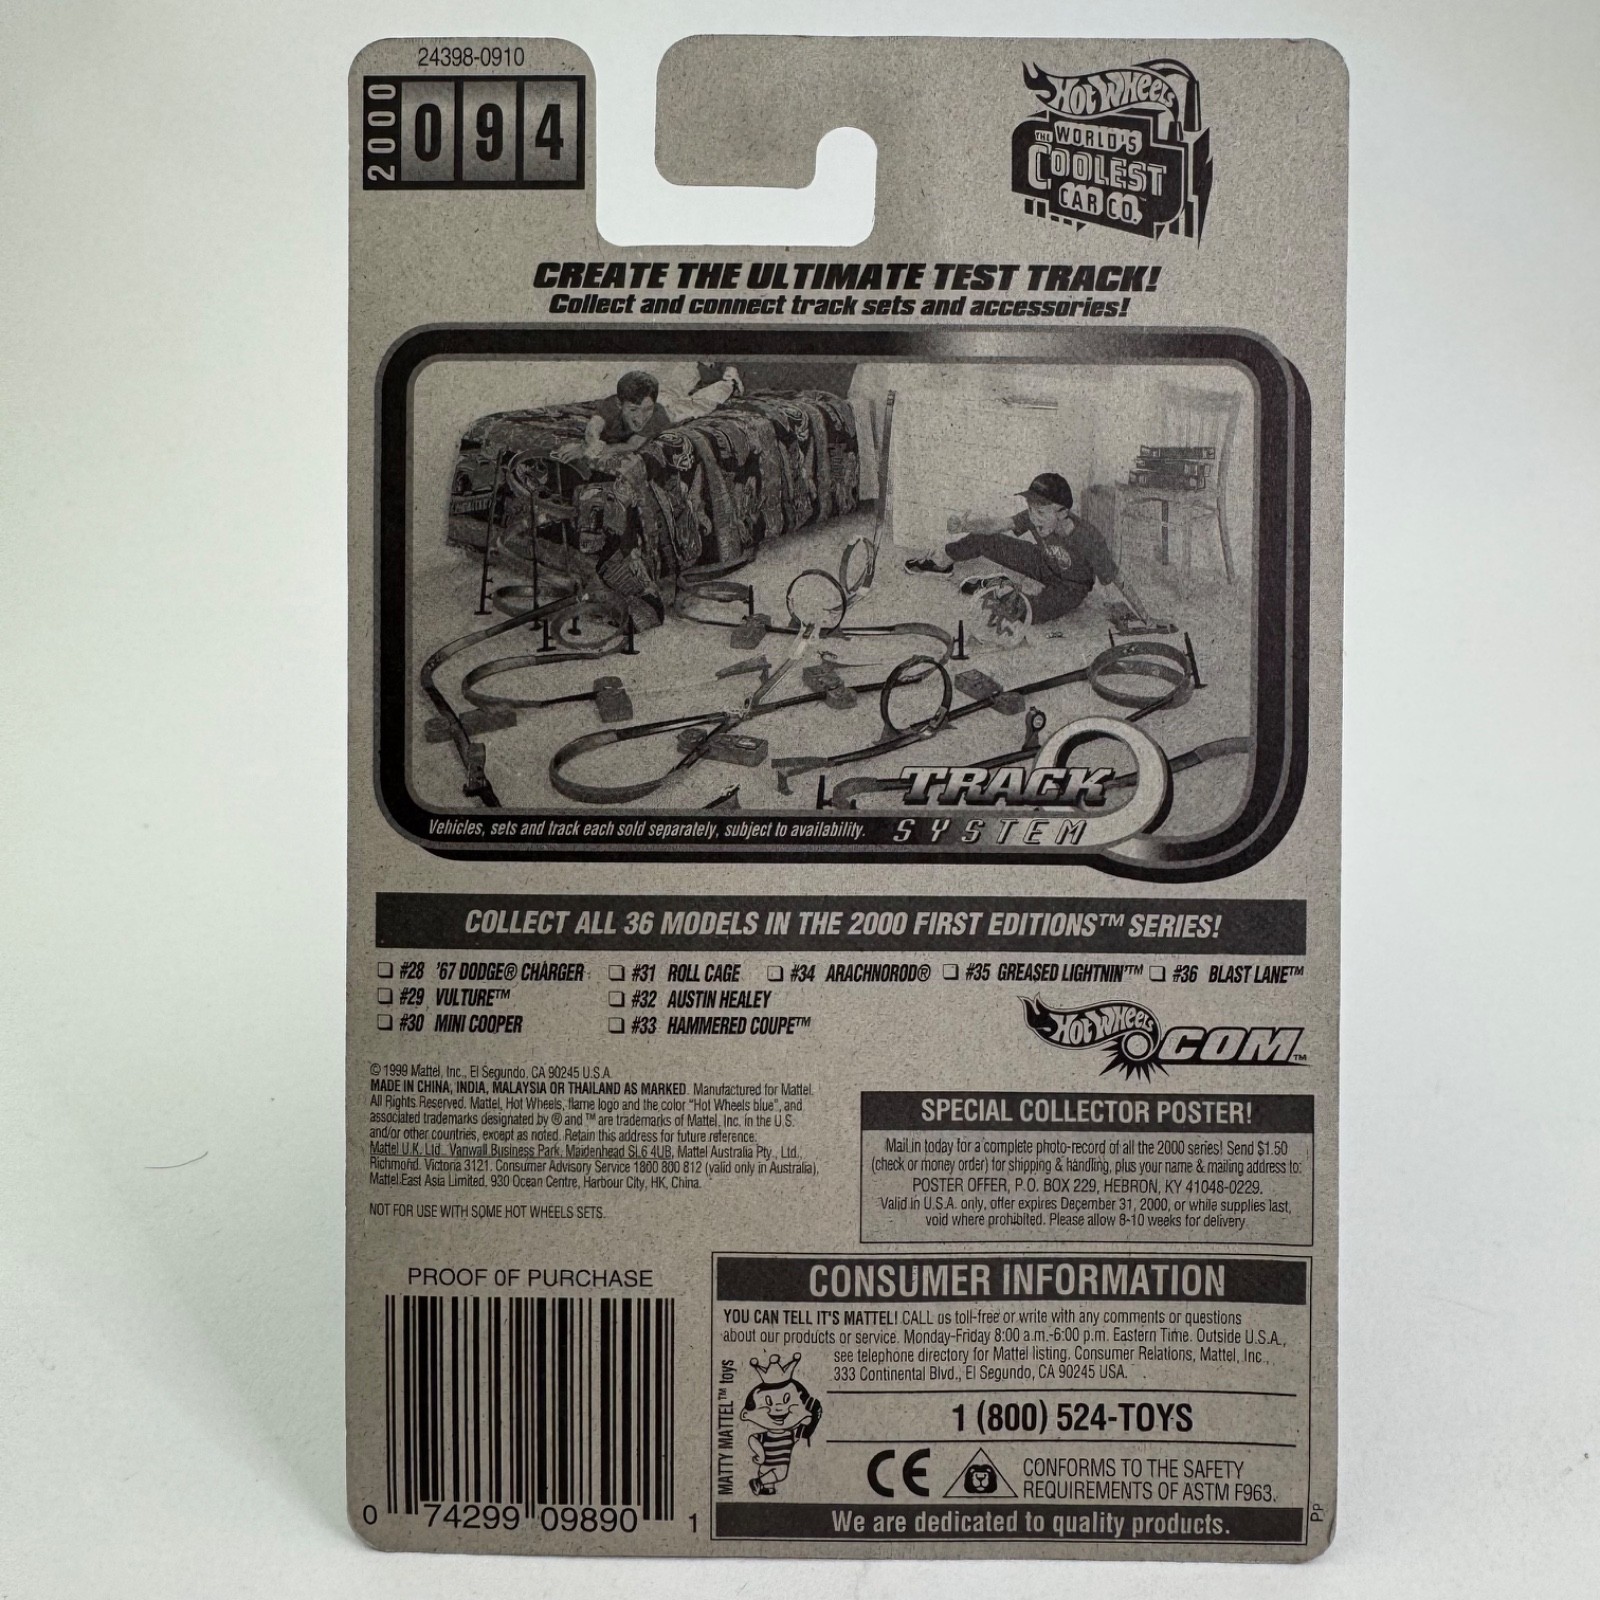 24398-0910
2000 094
HOT WHEELS
THE WORLD'S
COOLEST
CAR CO.™
CREATE THE ULTIMATE TEST TRACK!
Collect and connect track sets and accessories!
TRACK
SYSTEM
Vehicles, sets and track each sold separately, subject to availability.
COLLECT ALL 36 MODELS IN THE 2000 FIRST EDITIONS™ SERIES!
#28 '67 DODGE® CHARGER
#29 VULTURE™
#30 MINI COOPER
#31 ROLL CAGE
#32 AUSTIN HEALEY
#33 HAMMERED COUPE™
#34 ARACHNOROD®
#35 GREASED LIGHTNIN'™
#36 BLAST LANE™
HOT WHEELS.COM™
© 1999 Mattel, Inc., El Segundo, CA 90245 U.S.A.
MADE IN CHINA, INDIA, MALAYSIA OR THAILAND AS MARKED. Manufactured for Mattel.
All Rights Reserved. Mattel, Hot Wheels, flame logo and the color "Hot Wheels blue", and
associated trademarks designated by ® and ™ are trademarks of Mattel, Inc. in the U.S.
and/or other countries, except as noted. Retain this address for future reference:
Mattel U.K. Ltd., Vanwall Business Park, Maidenhead SL6 4UB, Mattel Australia Pty., Ltd.,
Richmond, Victoria 3121. Consumer Advisory Service 1800 800 812 (valid only in Australia).
Mattel East Asia Limited, 930 Ocean Centre, Harbour City, HK, China.
NOT FOR USE WITH SOME HOT WHEELS SETS.
SPECIAL COLLECTOR POSTER!
Mail in today for a complete photo-record of all the 2000 series! Send $1.50
(check or money order) for shipping & handling, plus your name & mailing address to:
POSTER OFFER, P.O. BOX 229, HEBRON, KY 41048-0229.
Valid in U.S.A. only, offer expires December 31, 2000, or while supplies last,
void where prohibited. Please allow 8-10 weeks for delivery.
PROOF OF PURCHASE
0 74299 09890 1
CONSUMER INFORMATION
YOU CAN TELL IT'S MATTEL! CALL us toll-free or write with any comments or questions
about our products or service. Monday-Friday 8:00 a.m.-6:00 p.m. Eastern Time. Outside U.S.A.,
see telephone directory for Mattel listing. Consumer Relations, Mattel, Inc.,
333 Continental Blvd., El Segundo, CA 90245 USA.
MATTY MATTEL™ toys
1 (800) 524-TOYS
CE
CONFORMS TO THE SAFETY
REQUIREMENTS OF ASTM F963.
We are dedicated to quality products.
PP